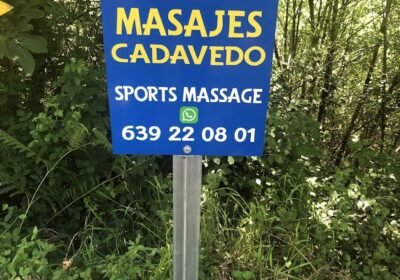 MASAJES
CADAVEDO
SPORTS MASSAGE
639 22 08 01